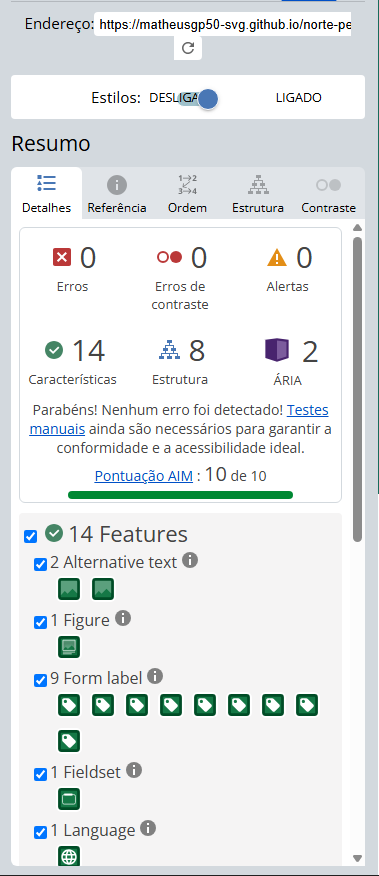 Endereço: https://matheusgp50-svg.github.io/norte-pe
Estilos: DESLIGA LIGADO
Resumo
Detalhes Referência Ordem Estrutura Contraste
0 0 0
Erros Erros de contraste Alertas
14 8 2
Características Estrutura ÁRIA
Parabéns! Nenhum erro foi detectado! Testes
manuais ainda são necessários para garantir a
conformidade e a acessibilidade ideal.
Pontuação AIM : 10 de 10
14 Features
2 Alternative text
1 Figure
9 Form label
1 Fieldset
1 Language